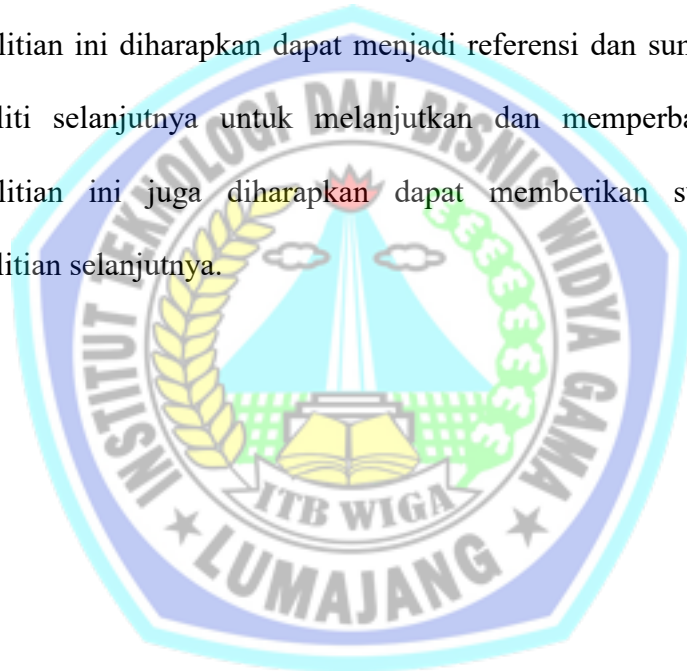 litian ini diharapkan dapat menjadi referensi dan sum
liti selanjutnya untuk melanjutkan dan memperba
litian ini juga diharapkan dapat memberikan su
litian selanjutnya.
INSTITUT TEKNOLOGI DAN BISNIS WIDYA GAMA
ITB WIGA
LUMAJANG